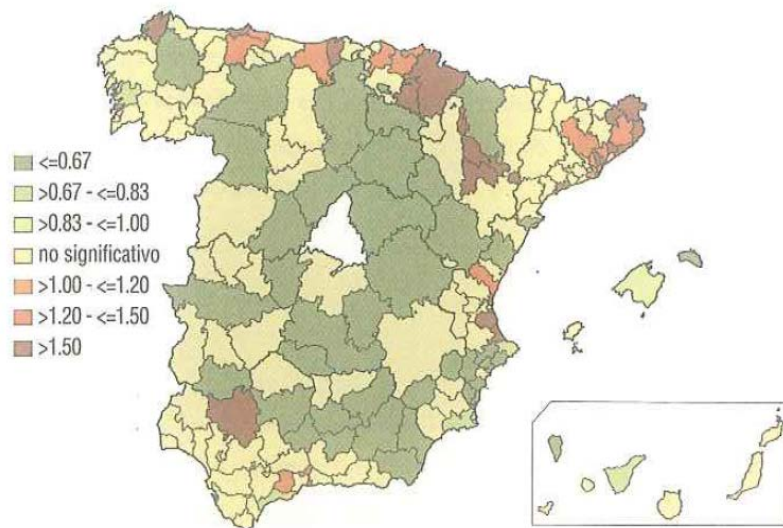 <=0.67
>0.67 - <=0.83
>0.83 - <=1.00
no significativo
>1.00 - <=1.20
>1.20 - <=1.50
>1.50